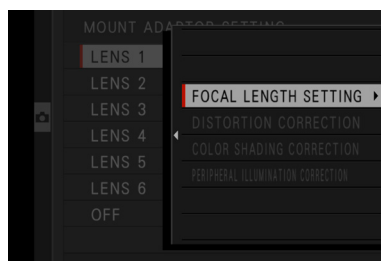 MOUNT ADAPTOR SETTING
LENS 1
LENS 2
LENS 3
LENS 4
LENS 5
LENS 6
OFF
FOCAL LENGTH SETTING
DISTORTION CORRECTION
COLOR SHADING CORRECTION
PERIPHERAL ILLUMINATION CORRECTION